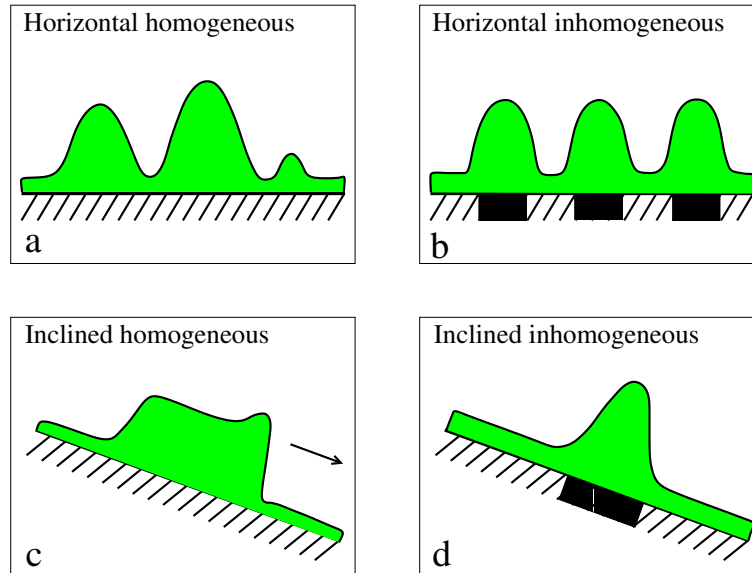 Horizontal homogeneous
Horizontal inhomogeneous
a
b
Inclined homogeneous
Inclined inhomogeneous
c
d